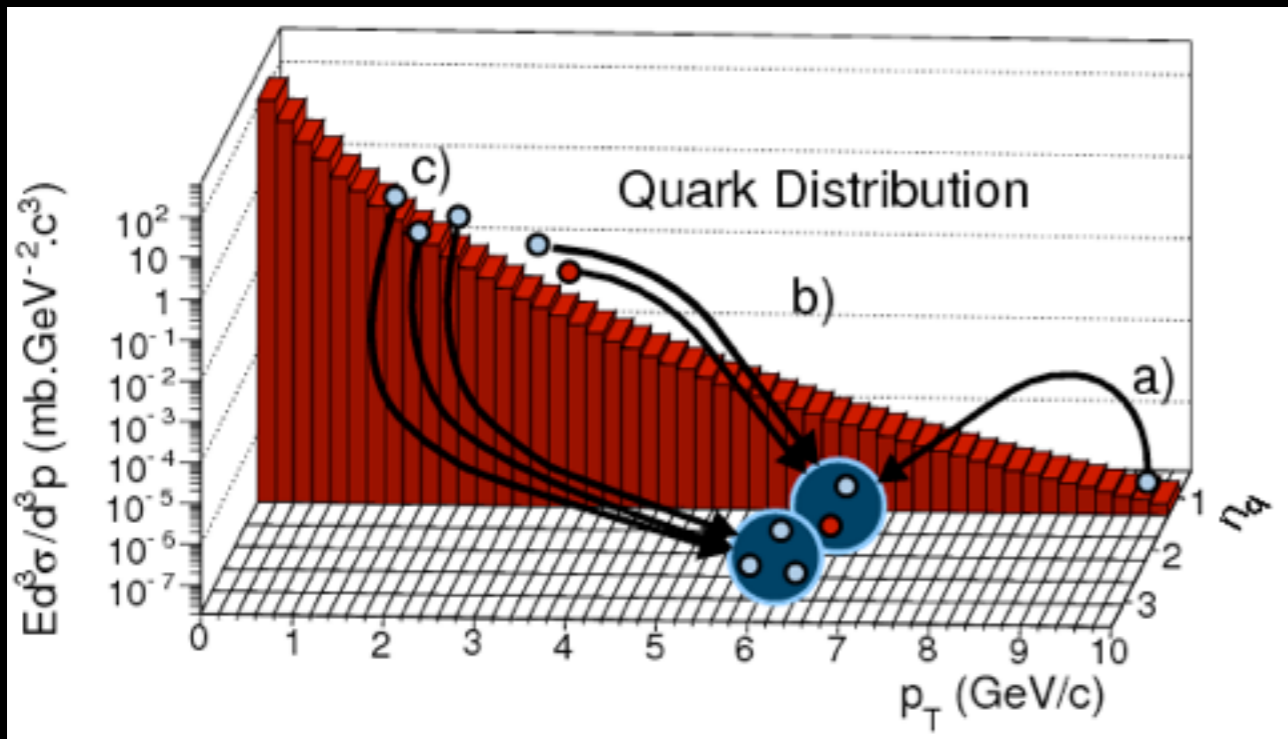 c)
Quark Distribution
b)
a)
Ed³σ/d³p (mb.GeV⁻².c³)
10²
10
1
10⁻¹
10⁻²
10⁻³
10⁻⁴
10⁻⁵
10⁻⁶
10⁻⁷
1
2
3
n_q
0 1 2 3 4 5 6 7 8 9 10
p_T (GeV/c)